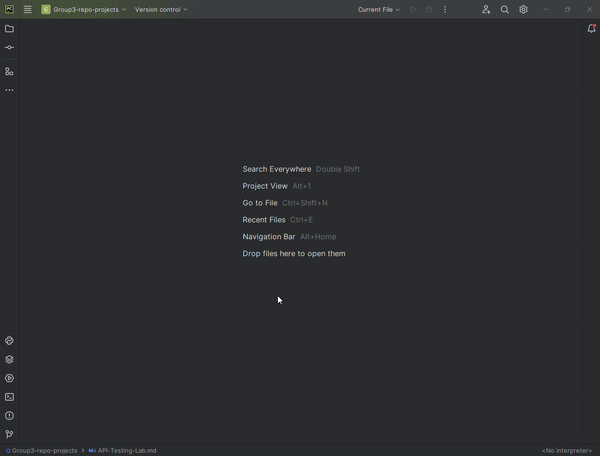 PC G Group3-repo-projects Version control Current File
Search Everywhere Double Shift
Project View Alt+1
Go to File Ctrl+Shift+N
Recent Files Ctrl+E
Navigation Bar Alt+Home
Drop files here to open them
Group3-repo-projects > M↓ API-Testing-Lab.md <No interpreter>